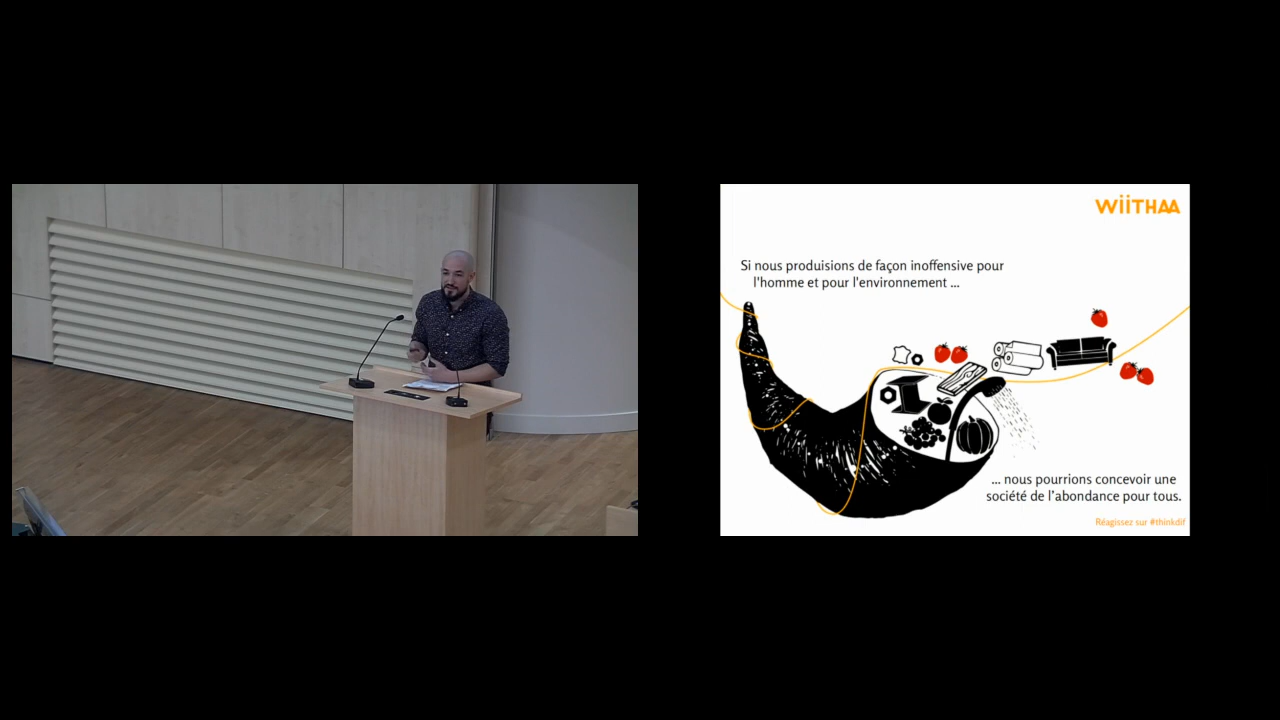 WiiTHAA
Si nous produisions de façon inoffensive pour
l'homme et pour l'environnement ...
... nous pourrions concevoir une
société de l'abondance pour tous.
Réagissez sur #thinkdif